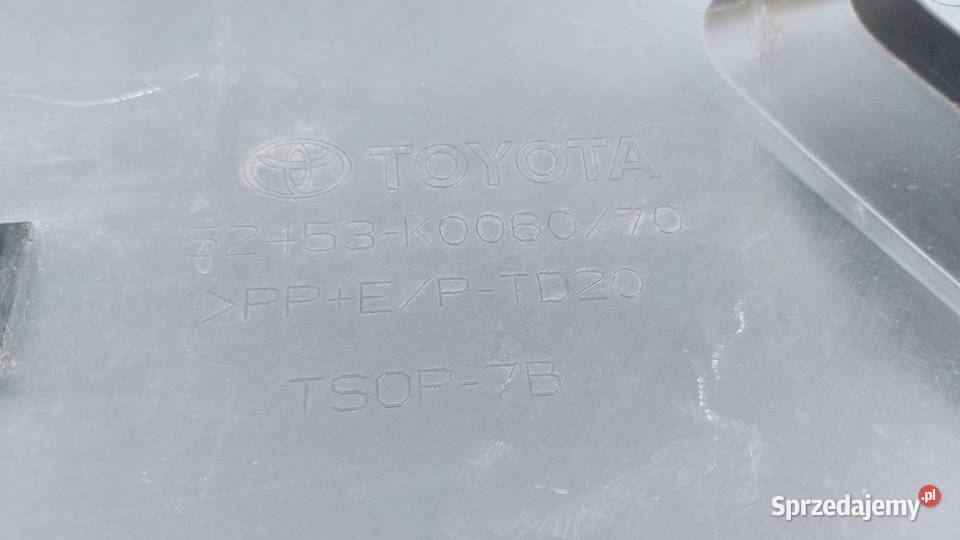 TOYOTA
52453-K0060/70
>PP+E/P-TD20
TSOP-7B
Sprzedajemy.pl